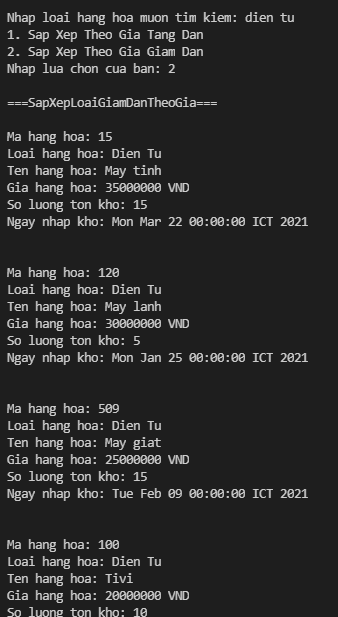 Nhap loai hang hoa muon tim kiem: dien tu
1. Sap Xep Theo Gia Tang Dan
2. Sap Xep Theo Gia Giam Dan
Nhap lua chon cua ban: 2
===SapXepLoaiGiamDanTheoGia===
Ma hang hoa: 15
Loai hang hoa: Dien Tu
Ten hang hoa: May tinh
Gia hang hoa: 35000000 VND
So luong ton kho: 15
Ngay nhap kho: Mon Mar 22 00:00:00 ICT 2021
Ma hang hoa: 120
Loai hang hoa: Dien Tu
Ten hang hoa: May lanh
Gia hang hoa: 30000000 VND
So luong ton kho: 5
Ngay nhap kho: Mon Jan 25 00:00:00 ICT 2021
Ma hang hoa: 509
Loai hang hoa: Dien Tu
Ten hang hoa: May giat
Gia hang hoa: 25000000 VND
So luong ton kho: 15
Ngay nhap kho: Tue Feb 09 00:00:00 ICT 2021
Ma hang hoa: 100
Loai hang hoa: Dien Tu
Ten hang hoa: Tivi
Gia hang hoa: 20000000 VND
So luong ton kho: 10